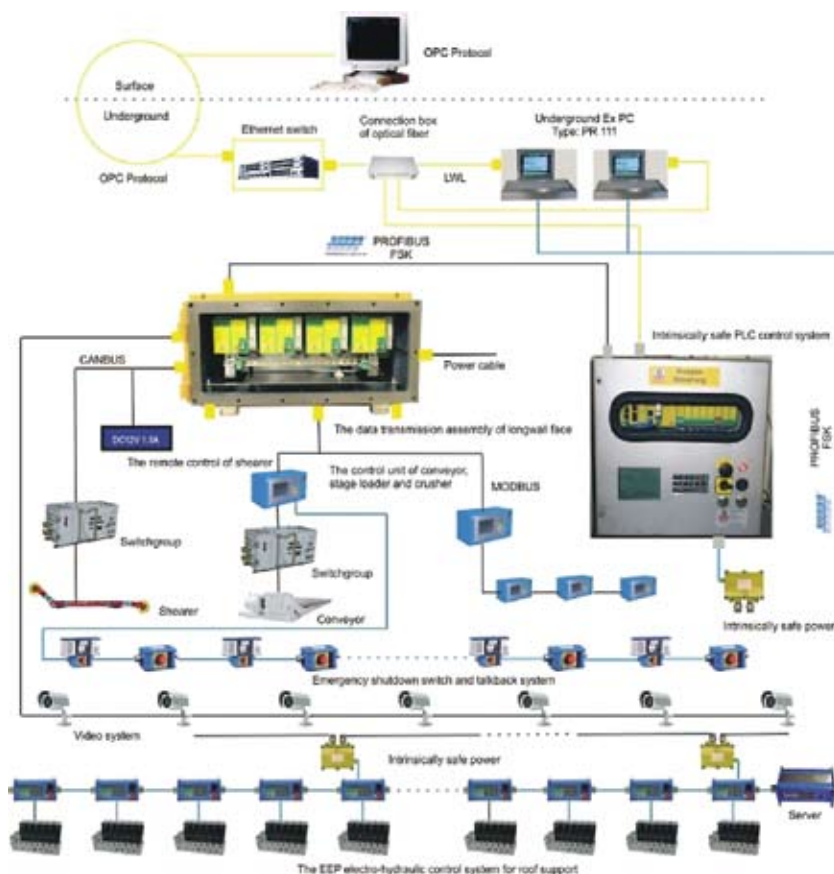 OPC Protocol
Surface
Underground
Ethernet switch
Connection box
of optical fiber
Underground Ex PC
Type: PR 111
OPC Protocol
LWL
PROFIBUS
FSK
Intrinsically safe PLC control system
CANBUS
Power cable
DC12V 1.5A
The data transmission assembly of longwall face
The remote control of shearer
The control unit of conveyor,
stage loader and crusher
MODBUS
PROFIBUS
FSK
Switchgroup
Switchgroup
Shearer
Conveyor
Intrinsically safe power
Emergency shutdown switch and talkback system
Video system
Intrinsically safe power
Server
The EEP electro-hydraulic control system for roof support